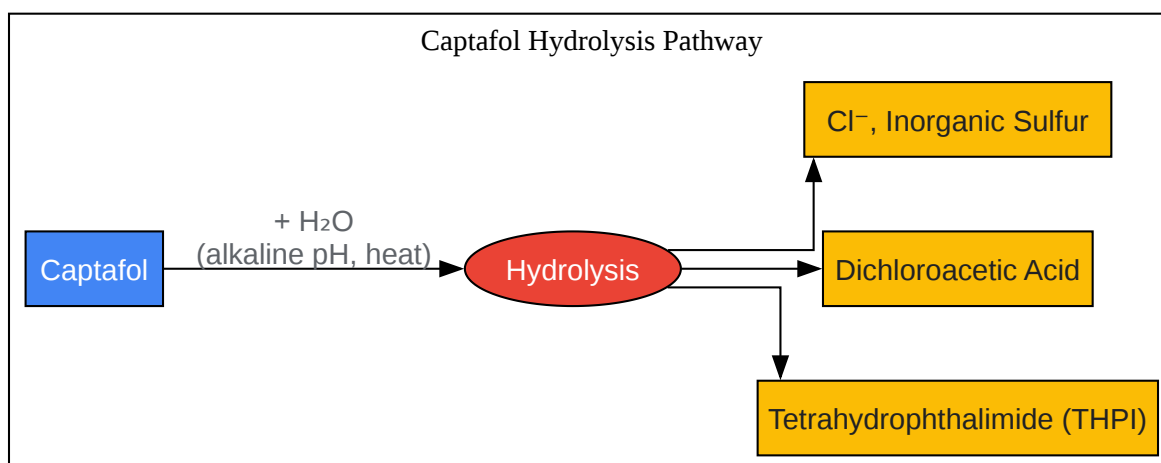 Captafol Hydrolysis Pathway
Cl⁻, Inorganic Sulfur
+ H₂O
(alkaline pH, heat)
Captafol
Hydrolysis
Dichloroacetic Acid
Tetrahydrophthalimide (THPI)